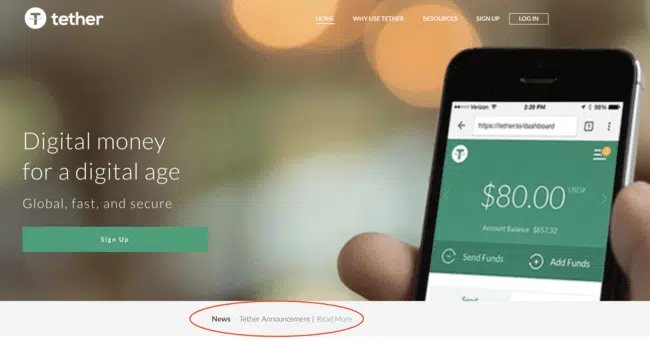 tether
HOME WHY USE TETHER RESOURCES SIGN UP LOG IN
Digital money
for a digital age
Global, fast, and secure
Sign Up
Verizon 2:20 PM 98%
https://tether.to/dashboard
$80.00 USD₮
Account Balance $857.32
Send Funds Add Funds
Send
News Tether Announcement | Read More